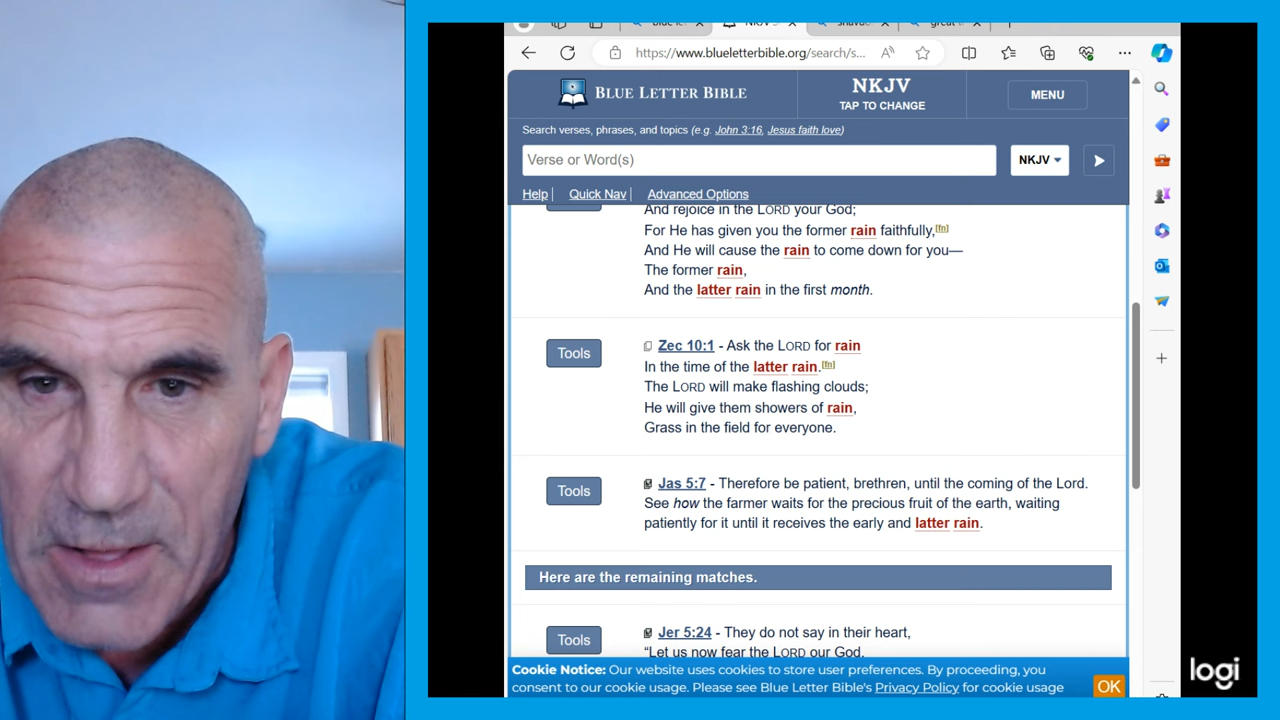 https://www.blueletterbible.org/search/s...
BLUE LETTER BIBLE
NKJV
TAP TO CHANGE
MENU
Search verses, phrases, and topics (e.g. John 3:16, Jesus faith love)
Verse or Word(s)
NKJV
Help
Quick Nav
Advanced Options
And rejoice in the LORD your God;
For He has given you the former rain faithfully,[fn]
And He will cause the rain to come down for you—
The former rain,
And the latter rain in the first month.
Tools
Zec 10:1 - Ask the LORD for rain
In the time of the latter rain.[fn]
The LORD will make flashing clouds;
He will give them showers of rain,
Grass in the field for everyone.
Tools
Jas 5:7 - Therefore be patient, brethren, until the coming of the Lord.
See how the farmer waits for the precious fruit of the earth, waiting
patiently for it until it receives the early and latter rain.
Here are the remaining matches.
Tools
Jer 5:24 - They do not say in their heart,
“Let us now fear the LORD our God,
Cookie Notice: Our website uses cookies to store user preferences. By proceeding, you
consent to our cookie usage. Please see Blue Letter Bible's Privacy Policy for cookie usage
OK
logi